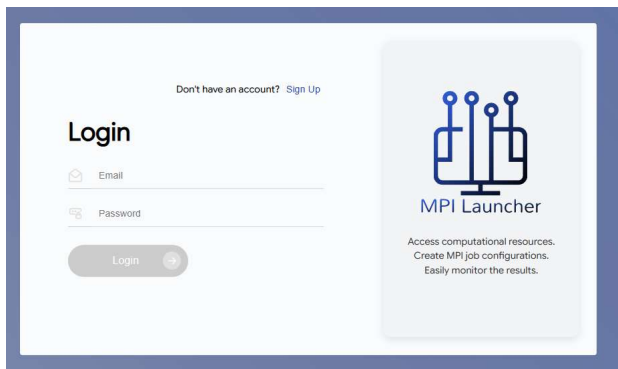 Don't have an account? Sign Up
Login
Email
Password
Login
MPI Launcher
Access computational resources.
Create MPI job configurations.
Easily monitor the results.